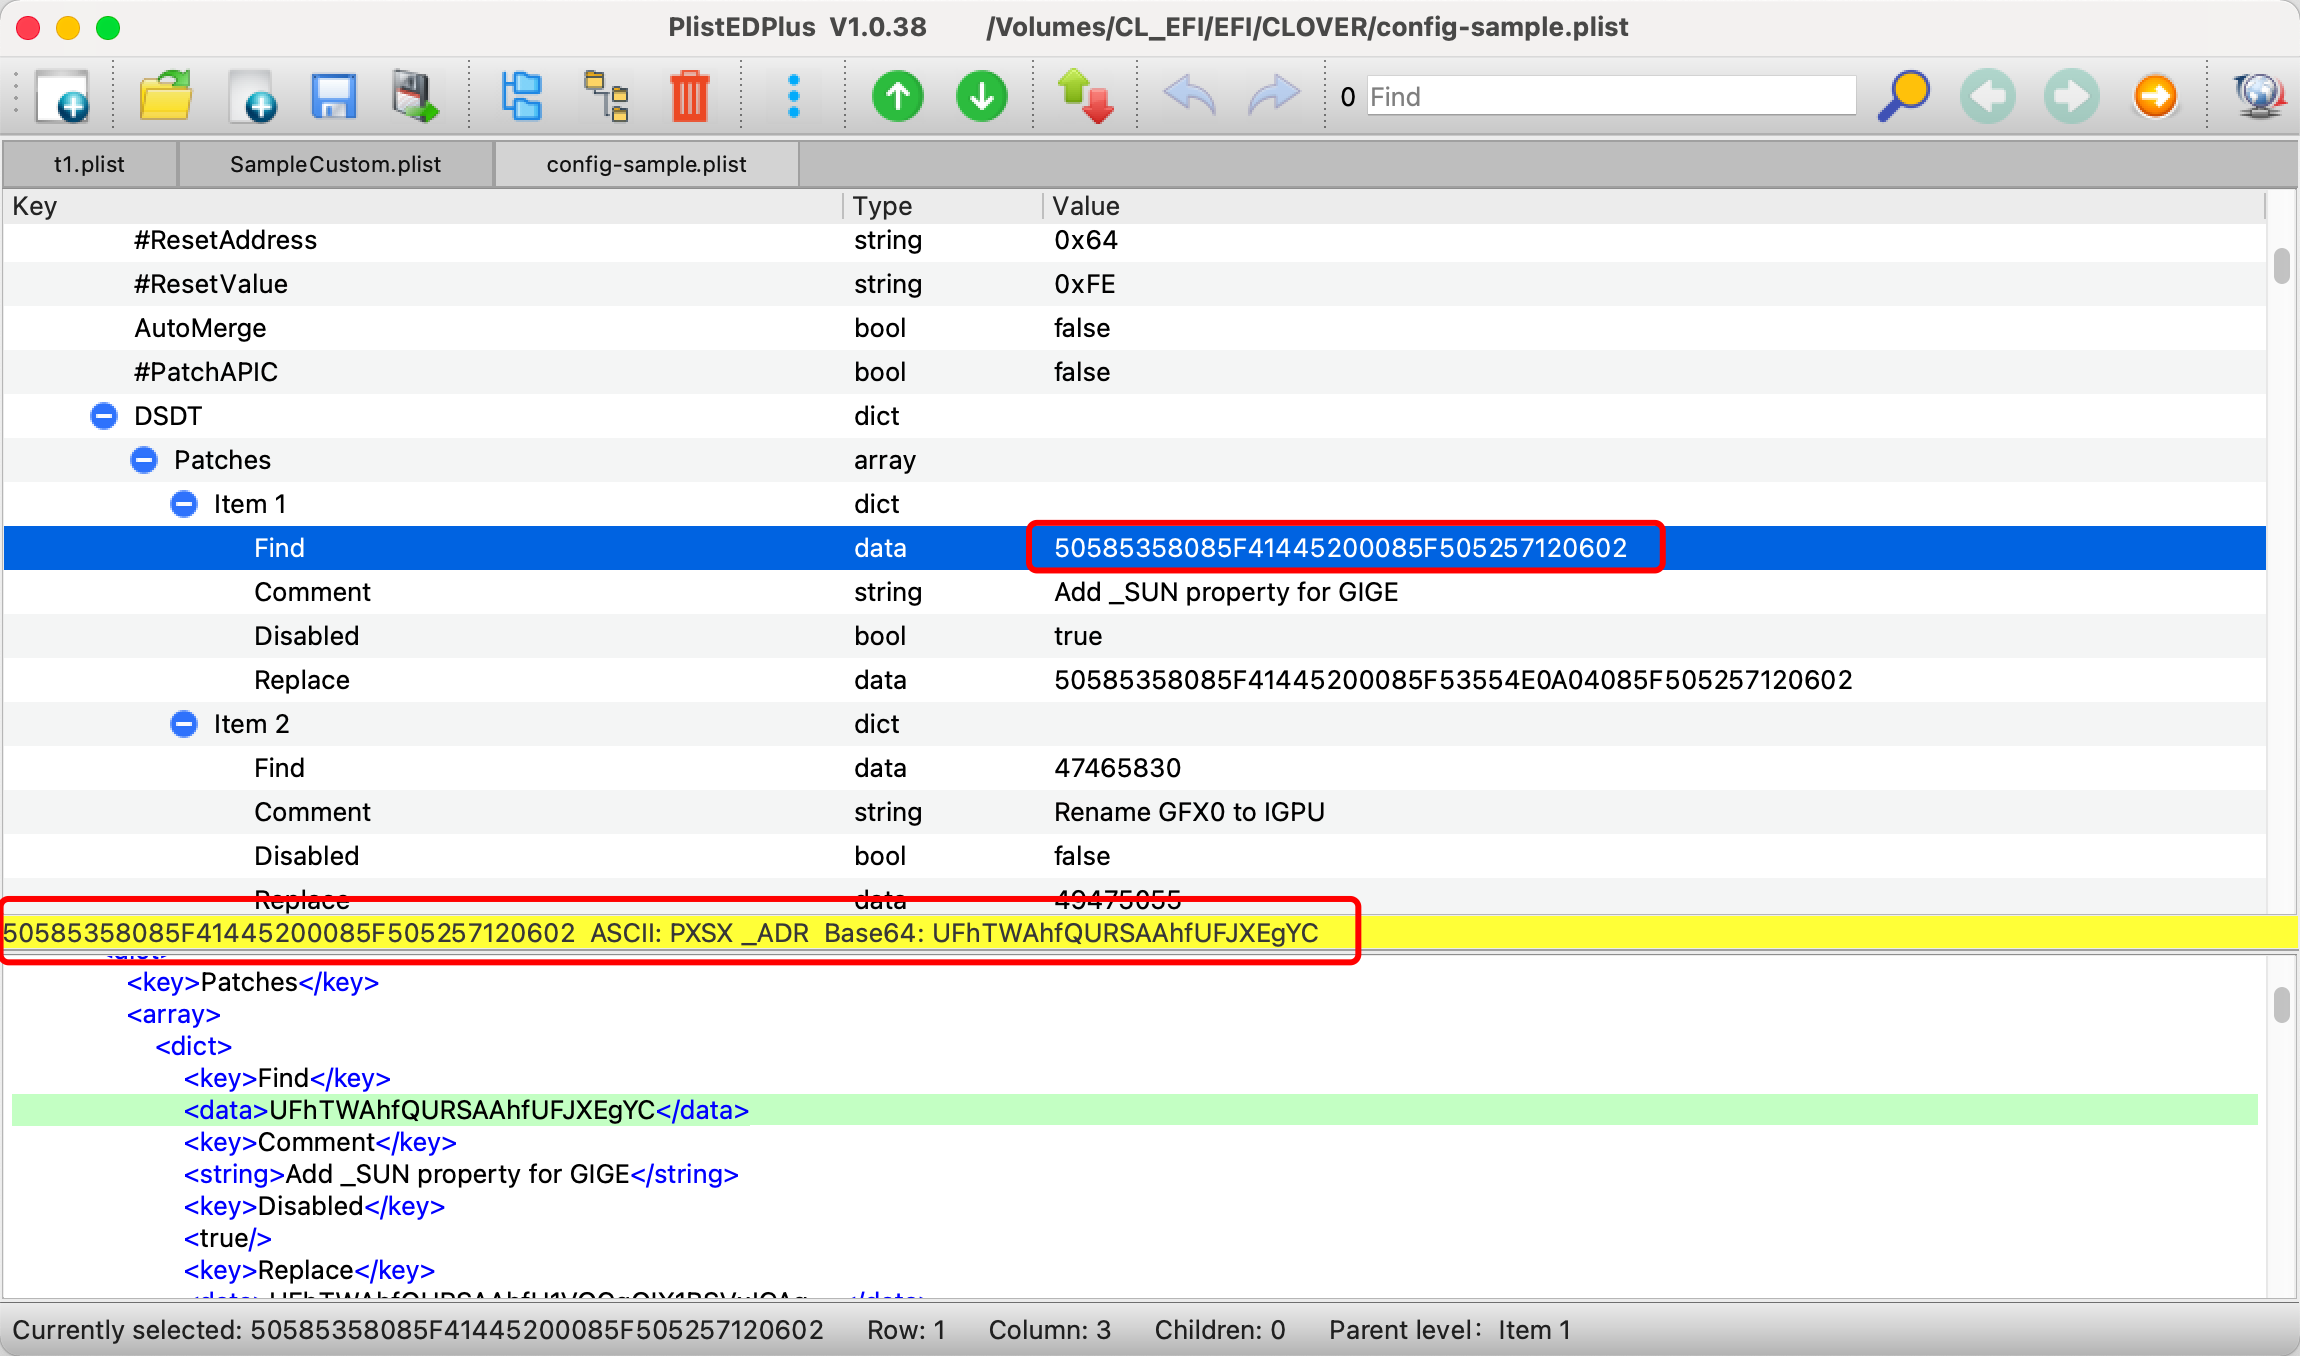 PlistEDPlus V1.0.38 /Volumes/CL_EFI/EFI/CLOVER/config-sample.plist
0 Find
t1.plist SampleCustom.plist config-sample.plist
Key Type Value
#ResetAddress string 0x64
#ResetValue string 0xFE
AutoMerge bool false
#PatchAPIC bool false
DSDT dict
Patches array
Item 1 dict
Find data 50585358085F41445200085F505257120602
Comment string Add _SUN property for GIGE
Disabled bool true
Replace data 50585358085F41445200085F53554E0A04085F505257120602
Item 2 dict
Find data 47465830
Comment string Rename GFX0 to IGPU
Disabled bool false
Replace data 49475055
50585358085F41445200085F505257120602 ASCII: PXSX _ADR Base64: UFhTWAhfQURSAAhfUFJXEgYC
<key>Patches</key>
<array>
<dict>
<key>Find</key>
<data>UFhTWAhfQURSAAhfUFJXEgYC</data>
<key>Comment</key>
<string>Add _SUN property for GIGE</string>
<key>Disabled</key>
<true/>
<key>Replace</key>
Currently selected: 50585358085F41445200085F505257120602 Row: 1 Column: 3 Children: 0 Parent level: Item 1